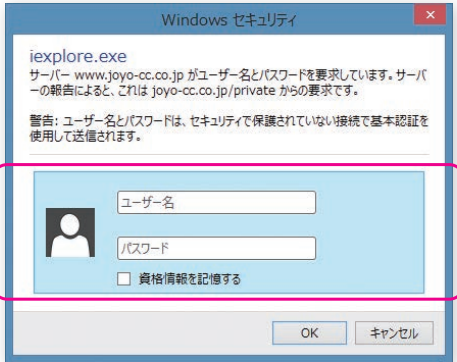 Windows セキュリティ
iexplore.exe
サーバー www.joyo-cc.co.jp がユーザー名とパスワードを要求しています。サーバ
ーの報告によると、これは joyo-cc.co.jp/private からの要求です。
警告: ユーザー名とパスワードは、セキュリティで保護されていない接続で基本認証を
使用して送信されます。
ユーザー名
パスワード
資格情報を記憶する
OK キャンセル